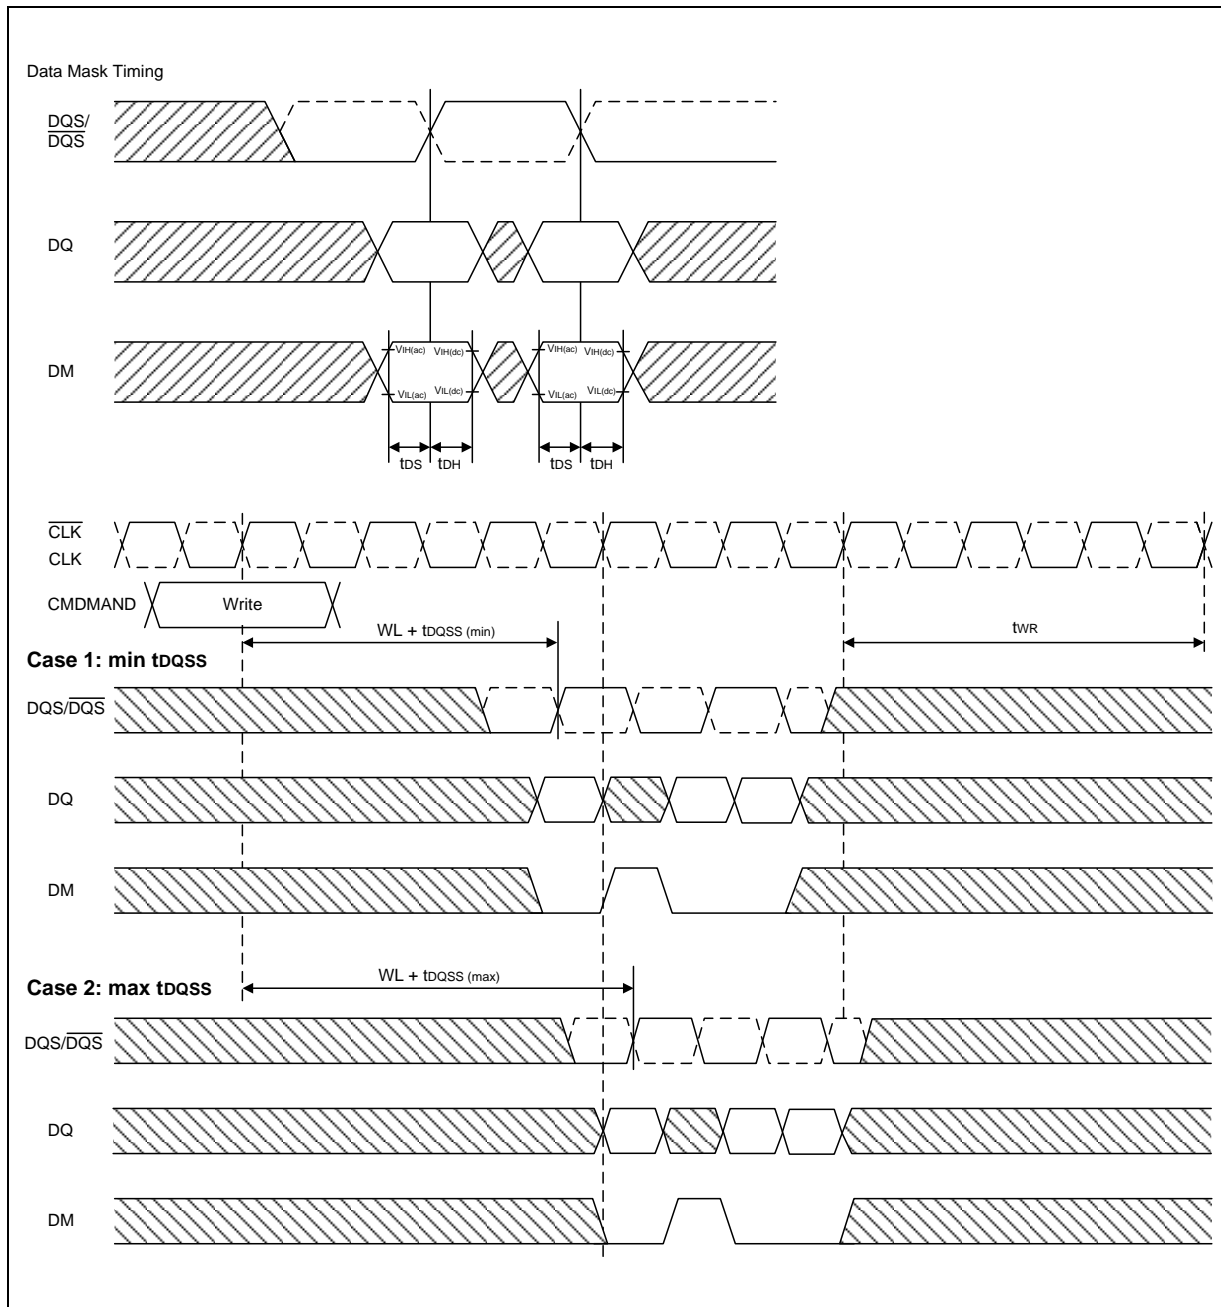 Data Mask Timing
DQS/
DQS
DQ
VIH(ac) VIH(dc) VIH(ac) VIH(dc)
DM
VIL(ac) VIL(dc) VIL(ac) VIL(dc)
tDS tDH tDS tDH
CLK
CLK
CMDMAND Write
WL + tDQSS (min) tWR
Case 1: min tDQSS
DQS/DQS
DQ
DM
WL + tDQSS (max)
Case 2: max tDQSS
DQS/DQS
DQ
DM